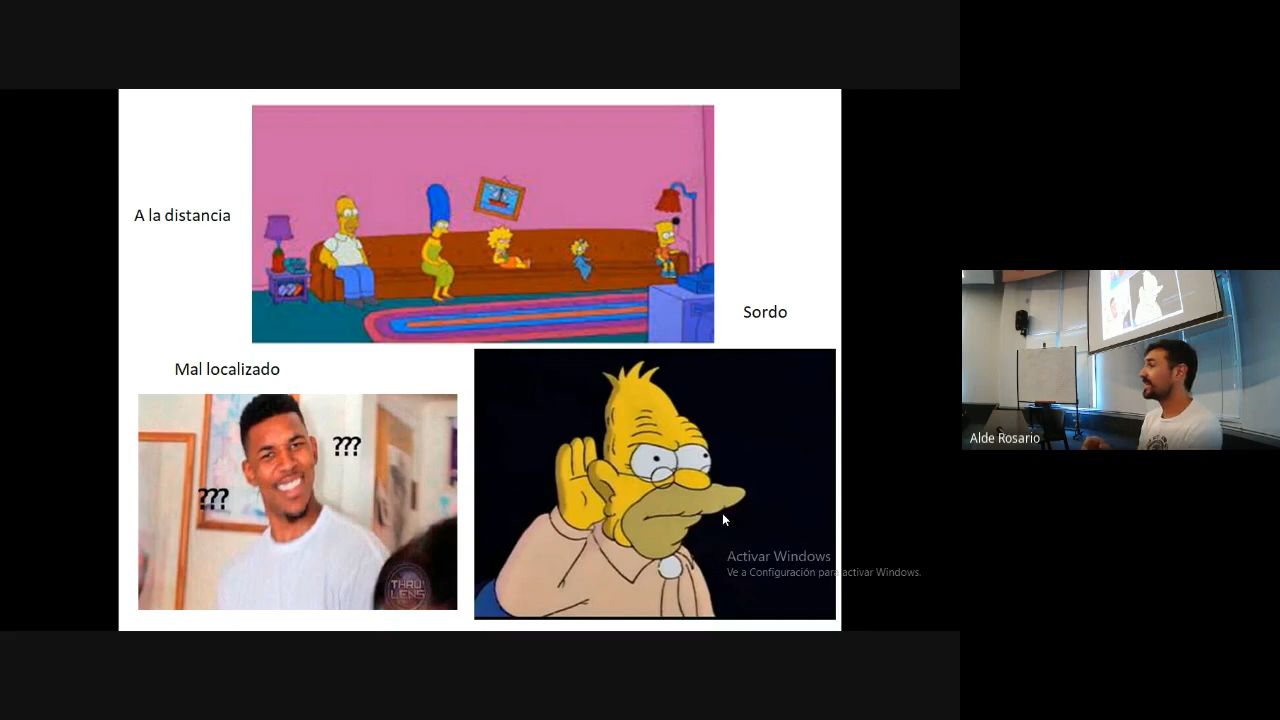 A la distancia
Sordo
Mal localizado
???
???
THRU'
LENS
Activar Windows
Ve a Configuración para activar Windows.
Alde Rosario